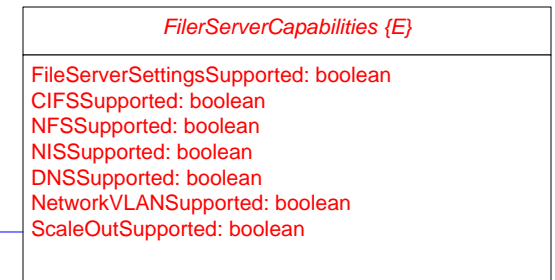 FilerServerCapabilities {E}
FileServerSettingsSupported: boolean
CIFSSupported: boolean
NFSSupported: boolean
NISSupported: boolean
DNSSupported: boolean
NetworkVLANSupported: boolean
ScaleOutSupported: boolean